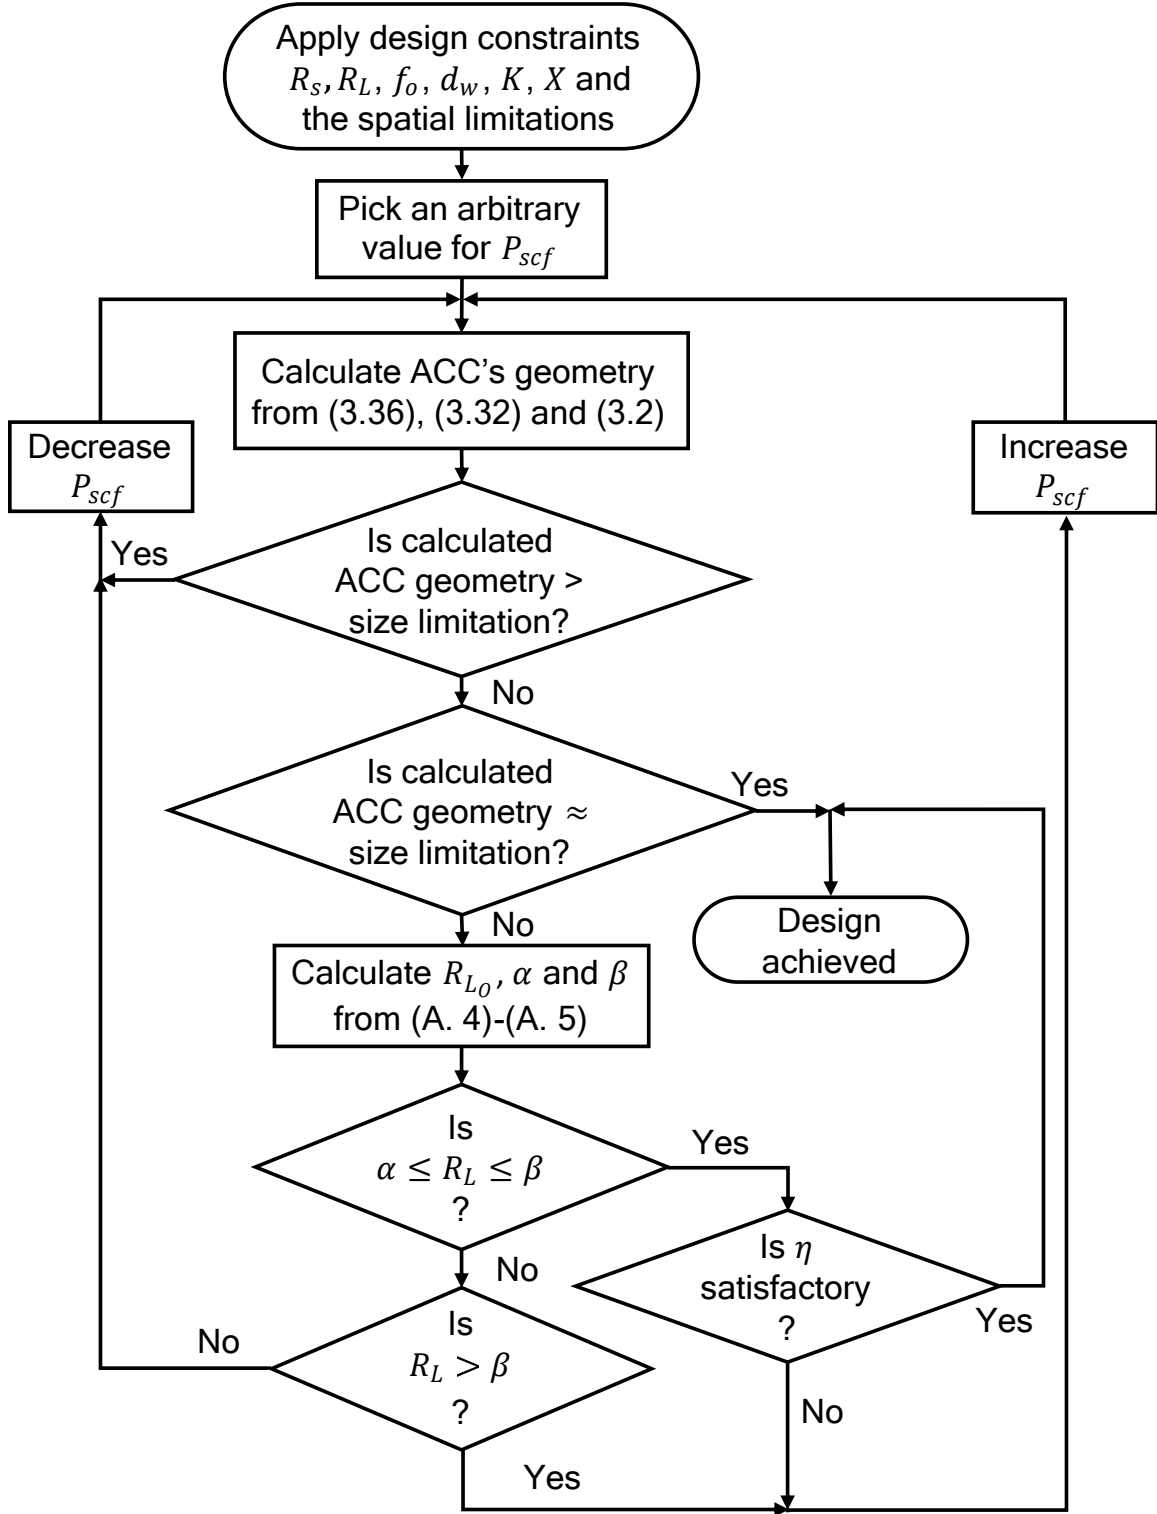 Apply design constraints
R_s, R_L, f_o, d_w, K, X and
the spatial limitations
Pick an arbitrary
value for P_scf
Calculate ACC's geometry
from (3.36), (3.32) and (3.2)
Decrease
P_scf
Increase
P_scf
Yes
Is calculated
ACC geometry >
size limitation?
No
Is calculated
ACC geometry ≈
size limitation?
Yes
No
Design
achieved
Calculate R_{L_O}, α and β
from (A. 4)-(A. 5)
Is
α ≤ R_L ≤ β
?
Yes
No
Is η
satisfactory
?
Yes
No
Is
R_L > β
?
No
Yes